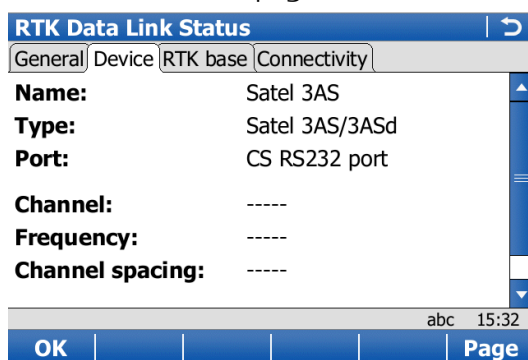 RTK Data Link Status
General Device RTK base Connectivity
Name: Satel 3AS
Type: Satel 3AS/3ASd
Port: CS RS232 port
Channel: -----
Frequency: -----
Channel spacing: -----
abc 15:32
OK Page